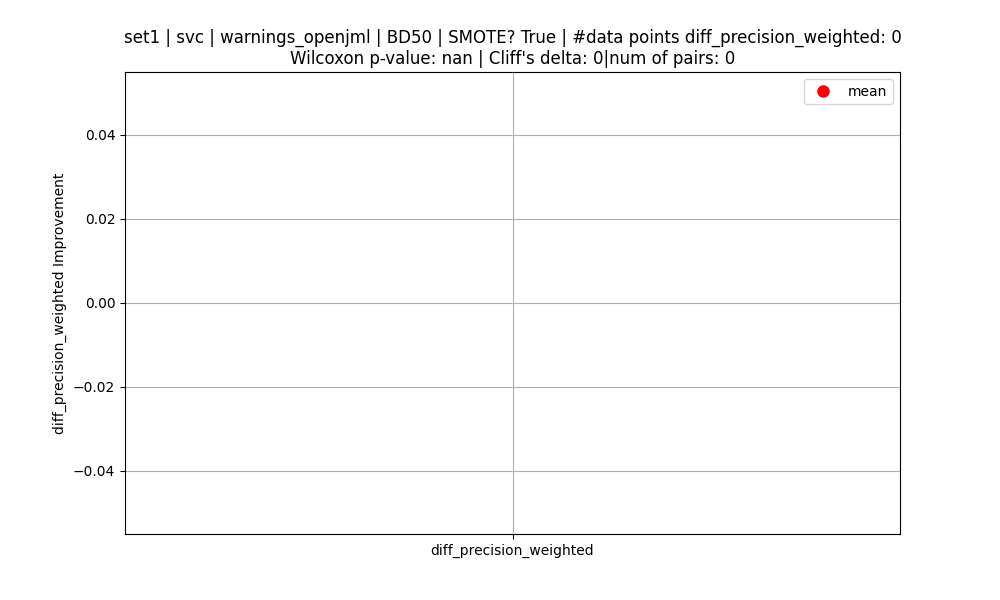 set1 | svc | warnings_openjml | BD50 | SMOTE? True | #data points diff_precision_weighted: 0
Wilcoxon p-value: nan | Cliff's delta: 0|num of pairs: 0
mean
0.04
0.02
0.00
−0.02
−0.04
diff_precision_weighted Improvement
diff_precision_weighted